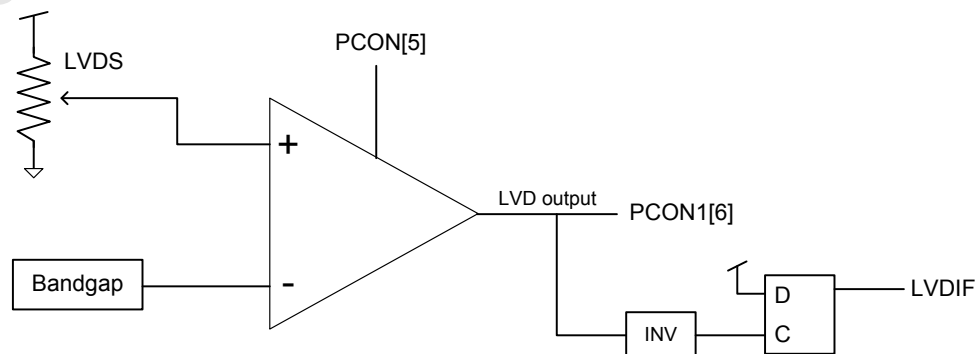 PCON[5]
LVDS
+
LVD output
PCON1[6]
Bandgap
-
D
LVDIF
INV
C